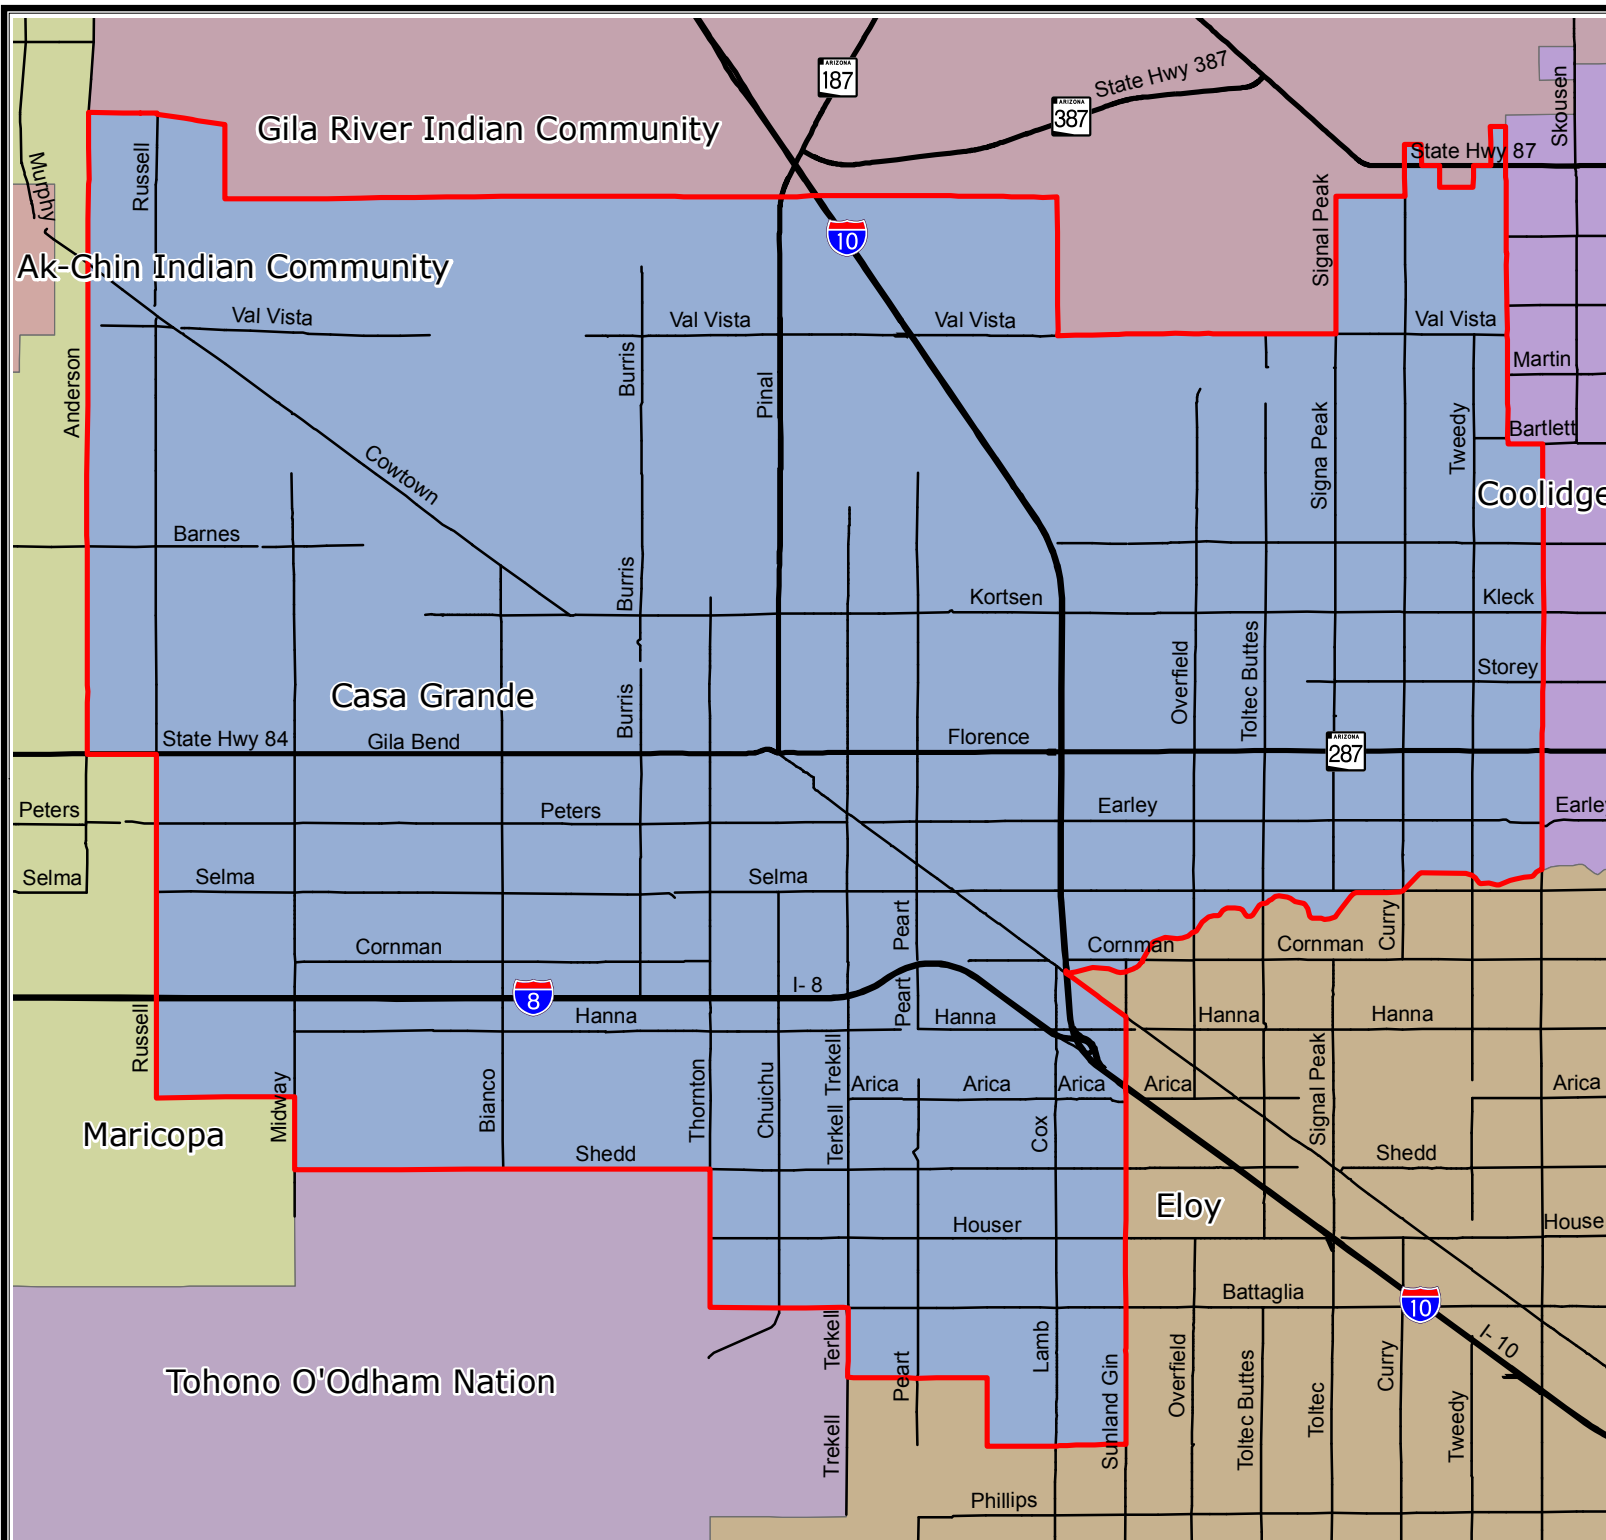 ARIZONA
187
State Hwy 387
ARIZONA
387
Skousen
Gila River Indian Community
State Hwy 87
Murphy
Russell
Signal Peak
10
Ak-Chin Indian Community
Val Vista
Val Vista
Val Vista
Val Vista
Anderson
Burris
Pinal
Martin
Signa Peak
Tweedy
Bartlett
Cowtown
Coolidge
Barnes
Burris
Kortsen
Kleck
Overfield
Toltec Buttes
Storey
Casa Grande
Burris
State Hwy 84
Gila Bend
Florence
ARIZONA
287
Peters
Peters
Earley
Earley
Selma
Selma
Selma
Peart
Curry
Cornman
Cornman
Cornman
I- 8
8
Peart
Russell
Hanna
Hanna
Hanna
Hanna
Trekell
Signal Peak
Arica
Arica
Arica
Arica
Arica
Midway
Bianco
Thornton
Chuichu
Terkell
Cox
Maricopa
Shedd
Shedd
Eloy
Houser
House
Battaglia
10
I- 10
Terkell
Peart
Lamb
Sunland Gin
Overfield
Toltec Buttes
Toltec
Curry
Tweedy
Tohono O'Odham Nation
Trekell
Phillips